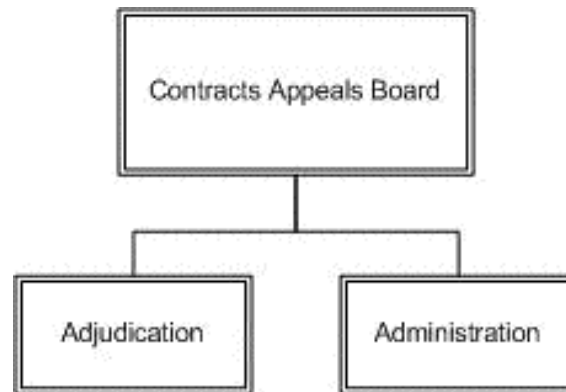 Contracts Appeals Board
Adjudication
Administration